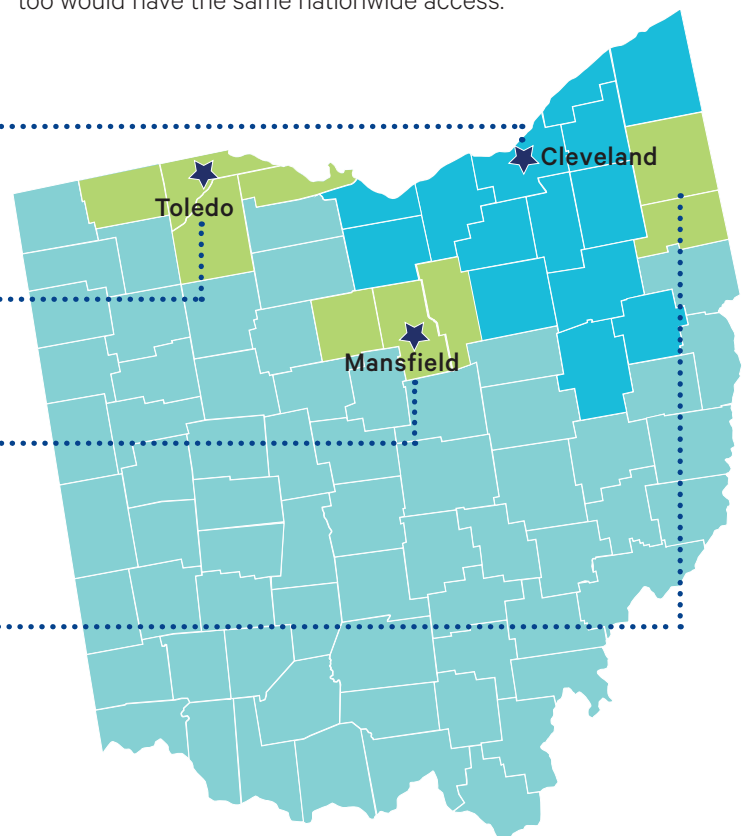 too would have the same nationwide access.
Cleveland
Toledo
Mansfield